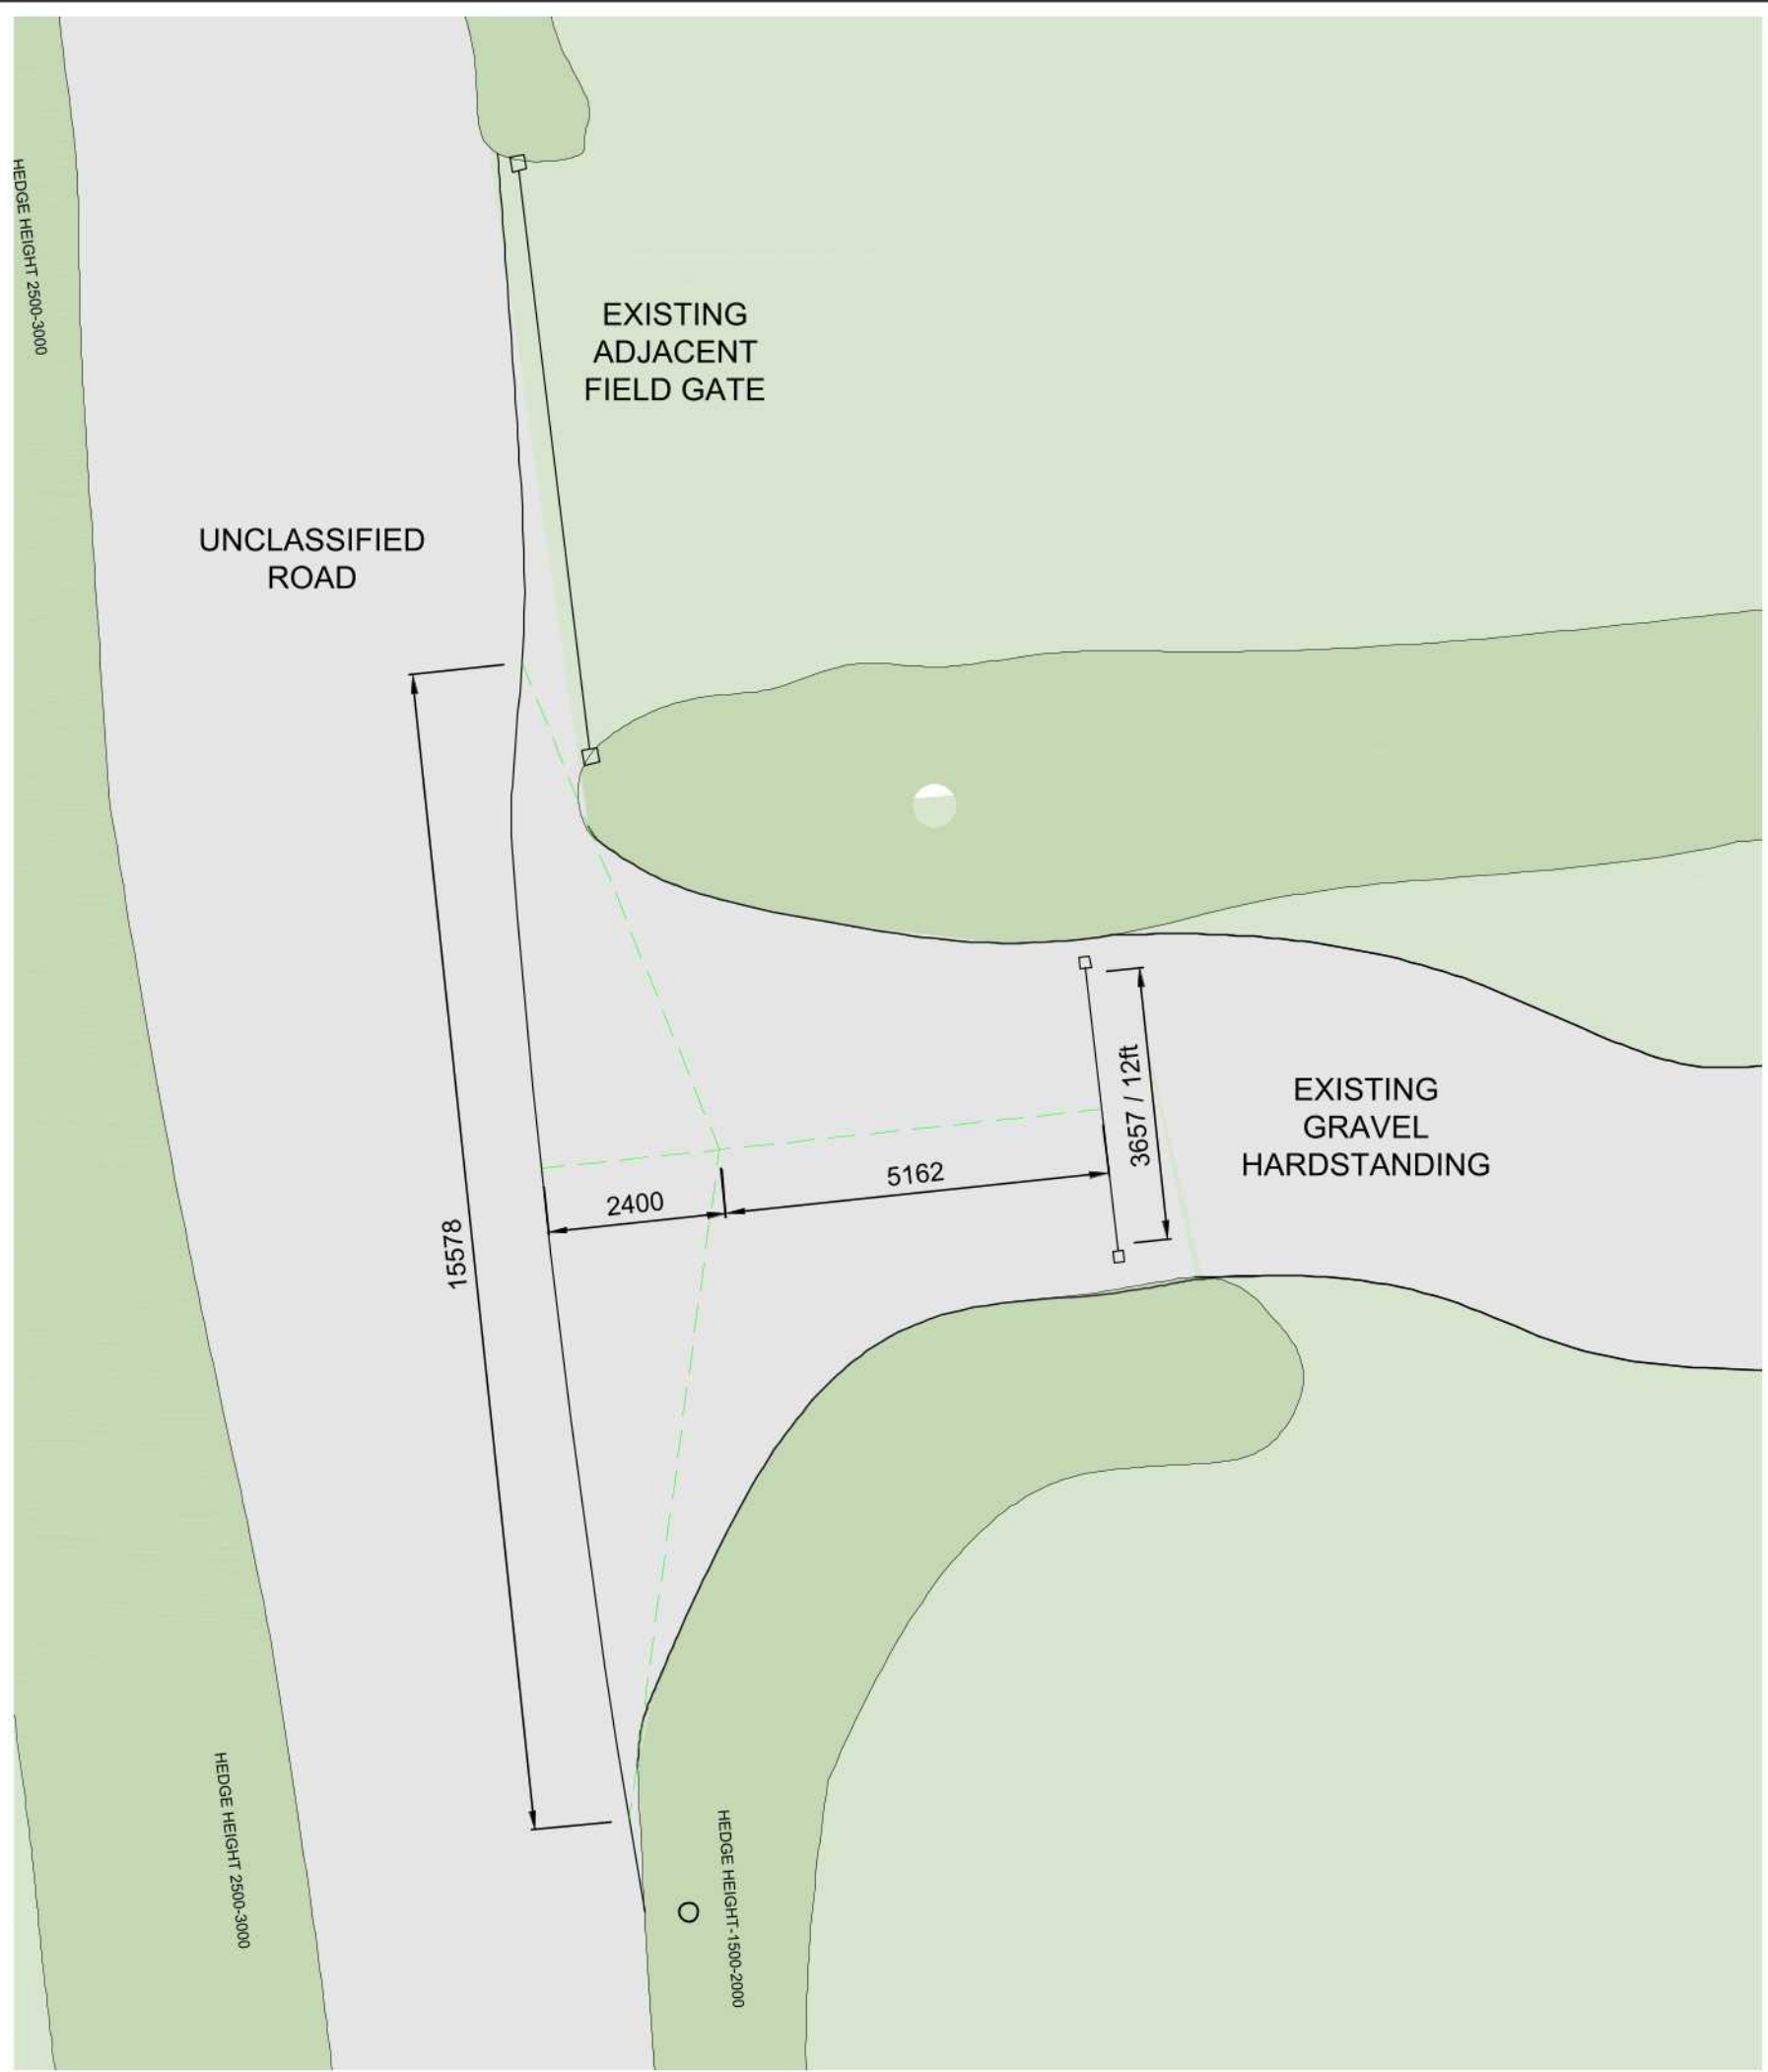 HEDGE HEIGHT 2500-3000
EXISTING
ADJACENT
FIELD GATE
UNCLASSIFIED
ROAD
3657 / 12ft
EXISTING
GRAVEL
HARDSTANDING
5162
2400
15578
HEDGE HEIGHT 2500-3000
HEDGE HEIGHT-1500-2000